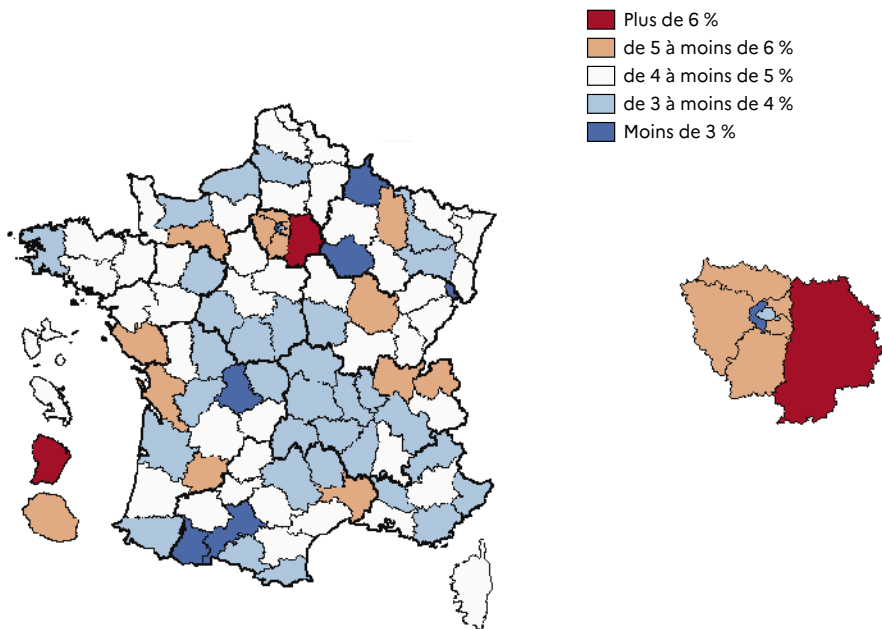 Plus de 6 %
de 5 à moins de 6 %
de 4 à moins de 5 %
de 3 à moins de 4 %
Moins de 3 %